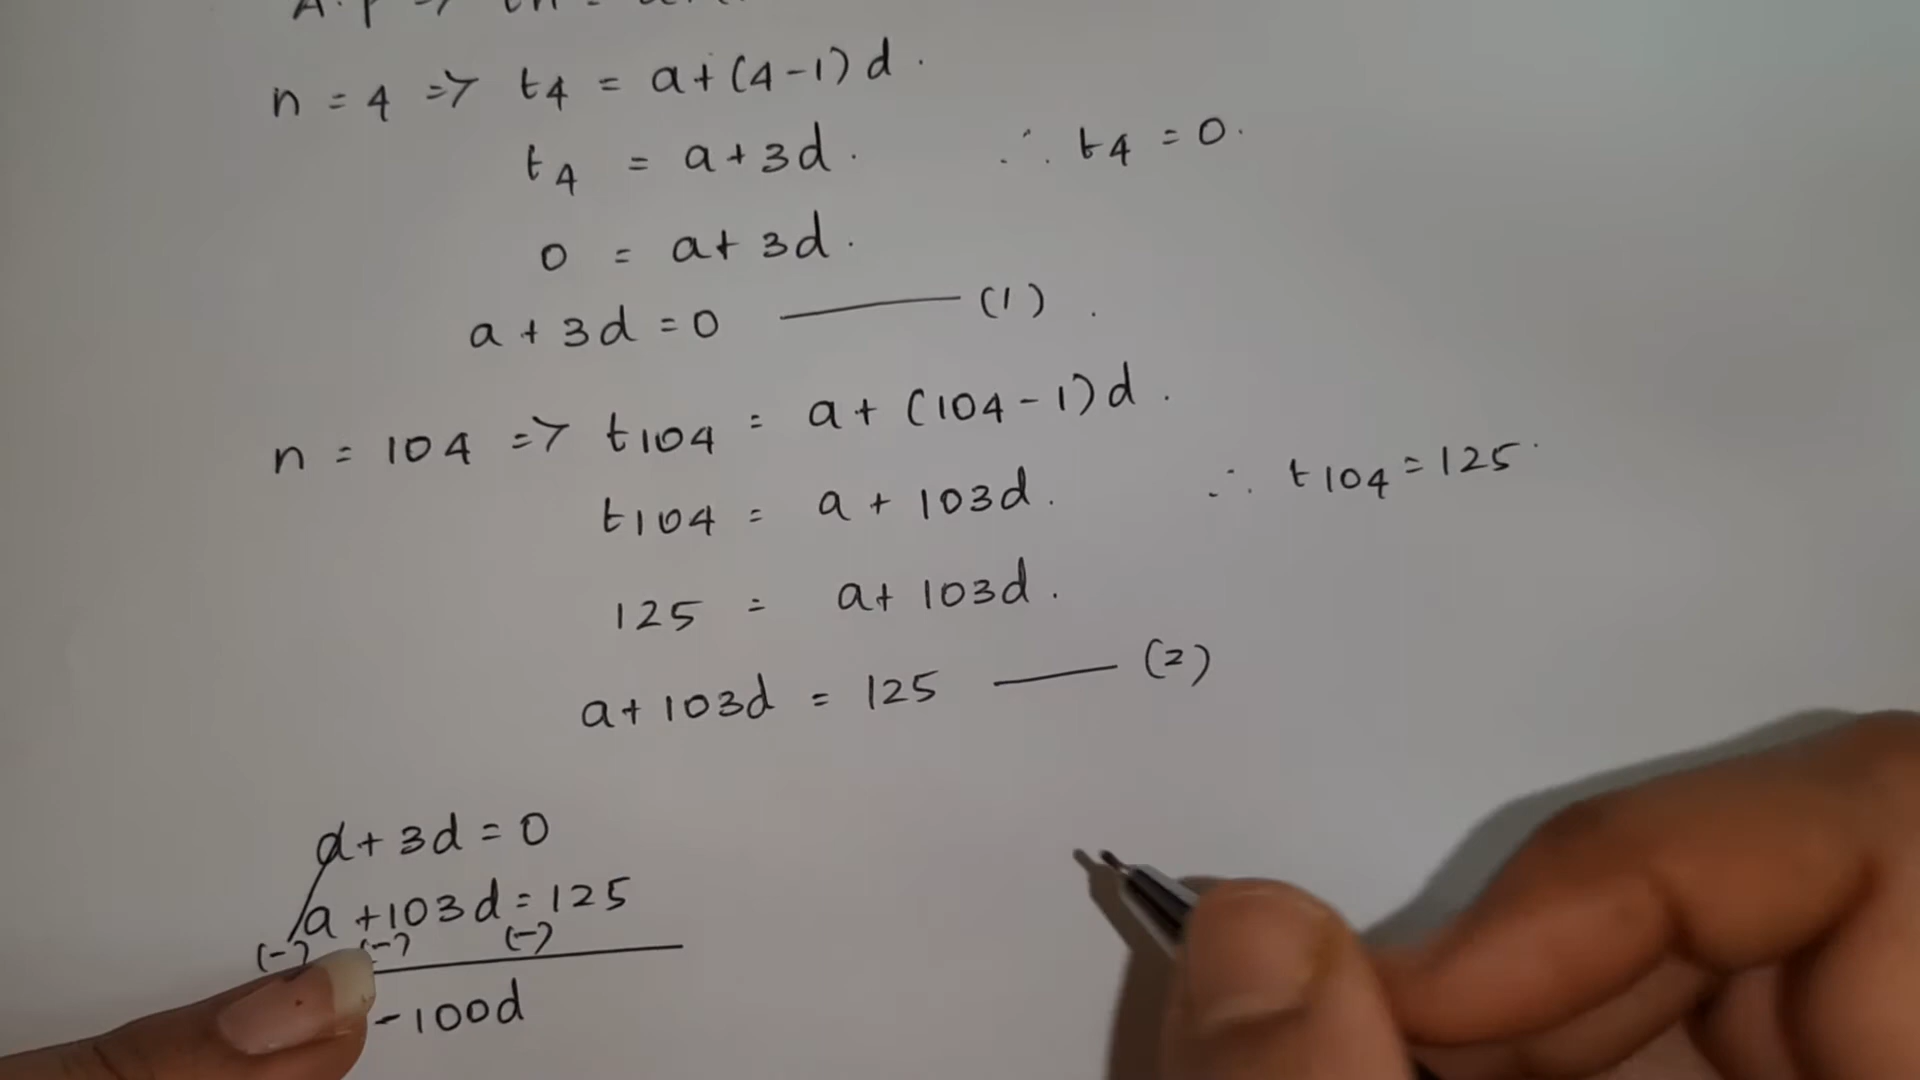 n = 4 => t4 = a+(4-1)d.
t4 = a+3d. ∴ t4 = 0.
0 = a+3d.
a+3d = 0 —— (1).
n = 104 => t104 = a+(104-1)d.
t104 = a+103d. ∴ t104 = 125.
125 = a+103d.
a+103d = 125 —— (2)
a+3d = 0
a+103d = 125
(-) (-) (-)
-100d